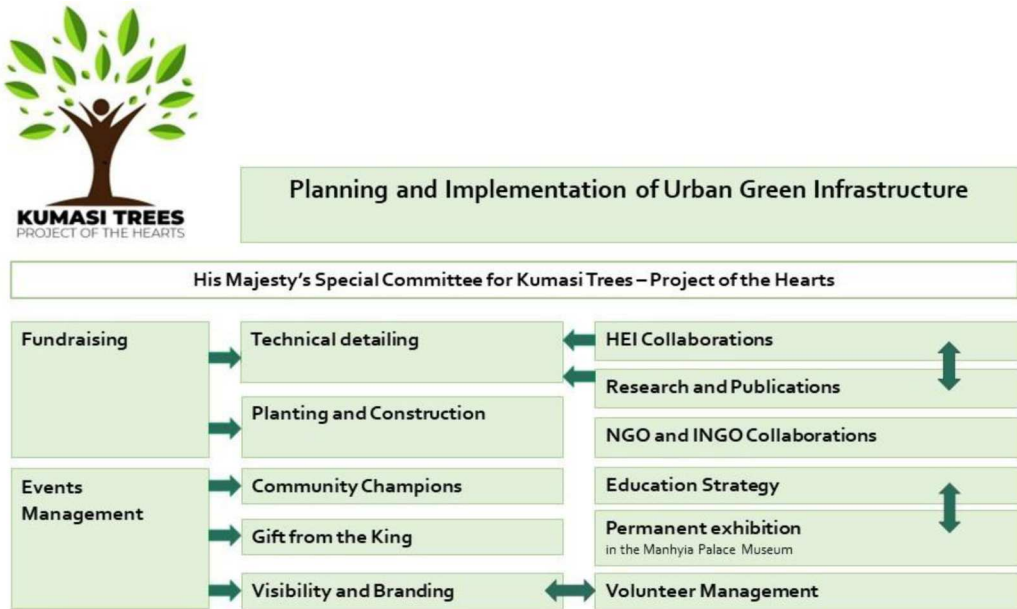 KUMASI TREES
PROJECT OF THE HEARTS
Planning and Implementation of Urban Green Infrastructure
His Majesty's Special Committee for Kumasi Trees – Project of the Hearts
Fundraising
Technical detailing
HEI Collaborations
Research and Publications
Planting and Construction
NGO and INGO Collaborations
Events
Management
Community Champions
Education Strategy
Gift from the King
Permanent exhibition
in the Manhyia Palace Museum
Visibility and Branding
Volunteer Management